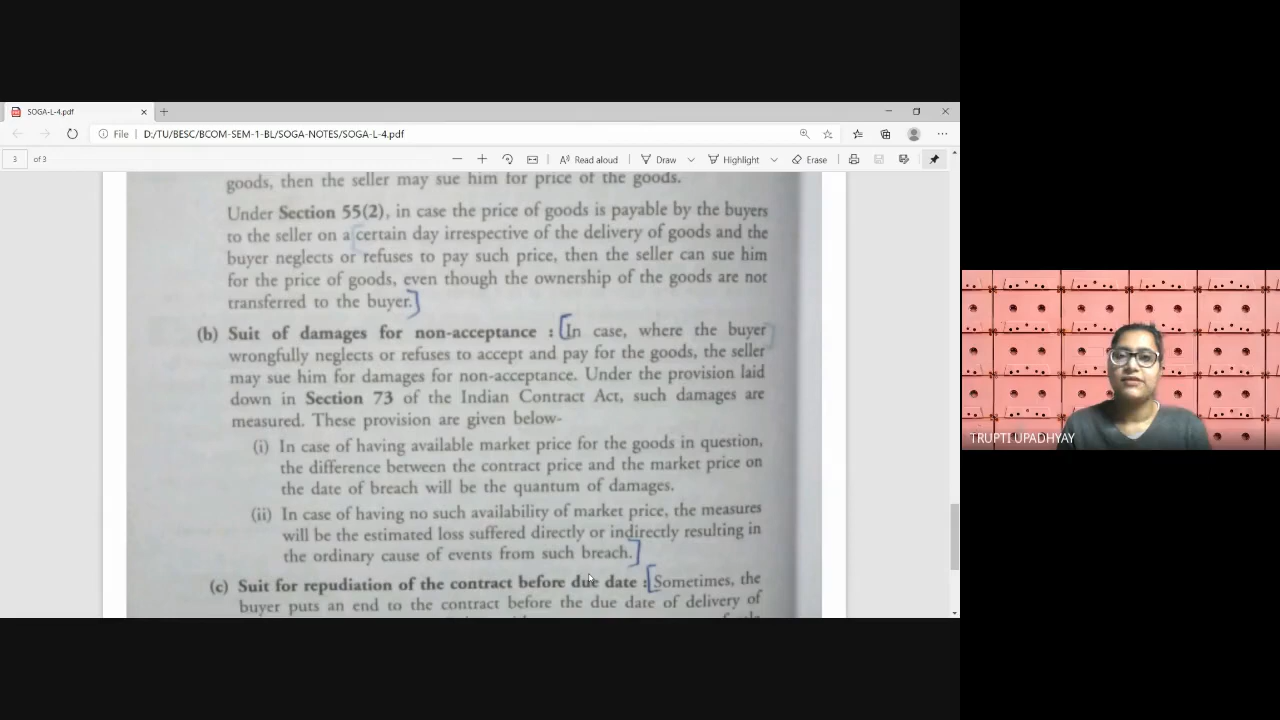 SOGA-L-4.pdf
File D:/TU/BESC/BCOM-SEM-1-BL/SOGA-NOTES/SOGA-L-4.pdf
3 of 3 Read aloud Draw Highlight Erase
goods, then the seller may sue him for price of the goods.
Under Section 55(2), in case the price of goods is payable by the buyers
to the seller on a certain day irrespective of the delivery of goods and the
buyer neglects or refuses to pay such price, then the seller can sue him
for the price of goods, even though the ownership of the goods are not
transferred to the buyer.
(b) Suit of damages for non-acceptance : In case, where the buyer
wrongfully neglects or refuses to accept and pay for the goods, the seller
may sue him for damages for non-acceptance. Under the provision laid
down in Section 73 of the Indian Contract Act, such damages are
measured. These provision are given below-
(i) In case of having available market price for the goods in question,
the difference between the contract price and the market price on
the date of breach will be the quantum of damages.
(ii) In case of having no such availability of market price, the measures
will be the estimated loss suffered directly or indirectly resulting in
the ordinary cause of events from such breach.
(c) Suit for repudiation of the contract before due date : Sometimes, the
buyer puts an end to the contract before the due date of delivery of
TRUPTI UPADHYAY